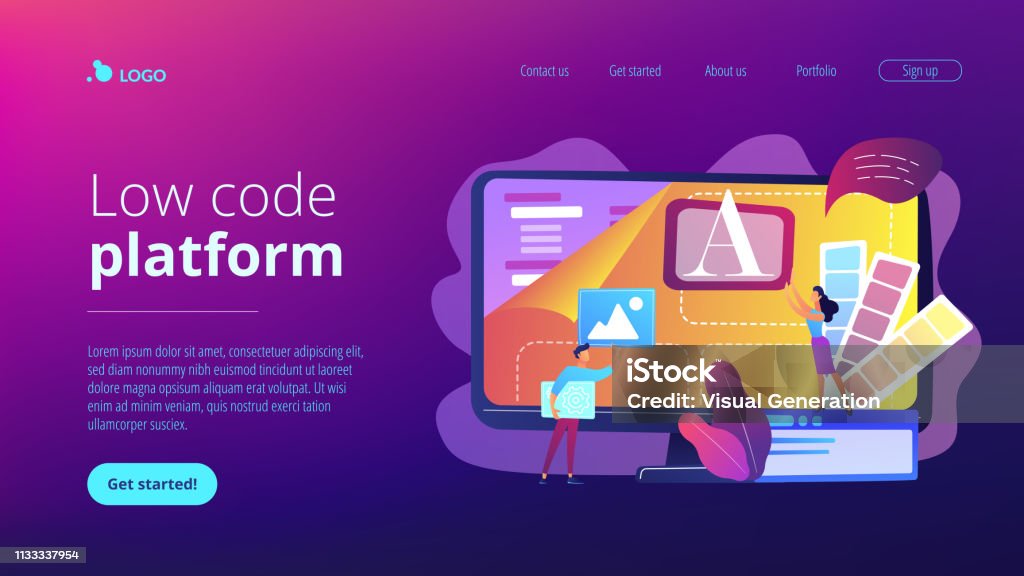 LOGO
Contact us
Get started
About us
Portfolio
Sign up
Low code
platform
Lorem ipsum dolor sit amet, consectetuer adipiscing elit,
sed diam nonummy nibh euismod tincidunt ut laoreet
dolore magna opsium aliquam erat volutpat. Ut wisi
enim ad minim veniam, quis nostrud exerci tation
ullamcorper susciex.
Get started!
A
iStock™
Credit: Visual Generation
1133337954